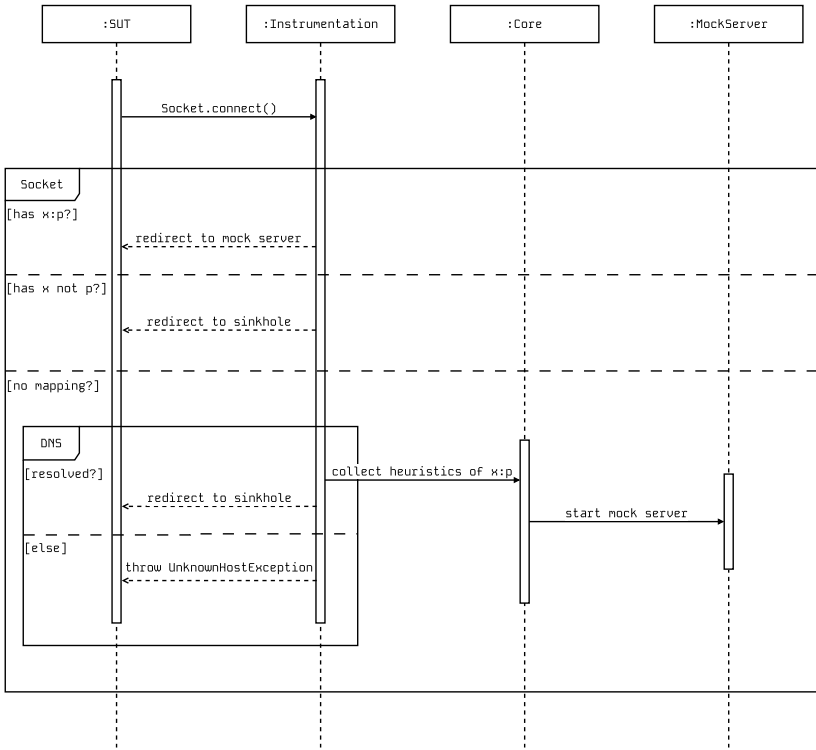 :SUT
:Instrumentation
:Core
:MockServer
Socket.connect()
Socket
[has x:p?]
redirect to mock server
[has x not p?]
redirect to sinkhole
[no mapping?]
DNS
[resolved?]
collect heuristics of x:p
redirect to sinkhole
start mock server
[else]
throw UnknownHostException